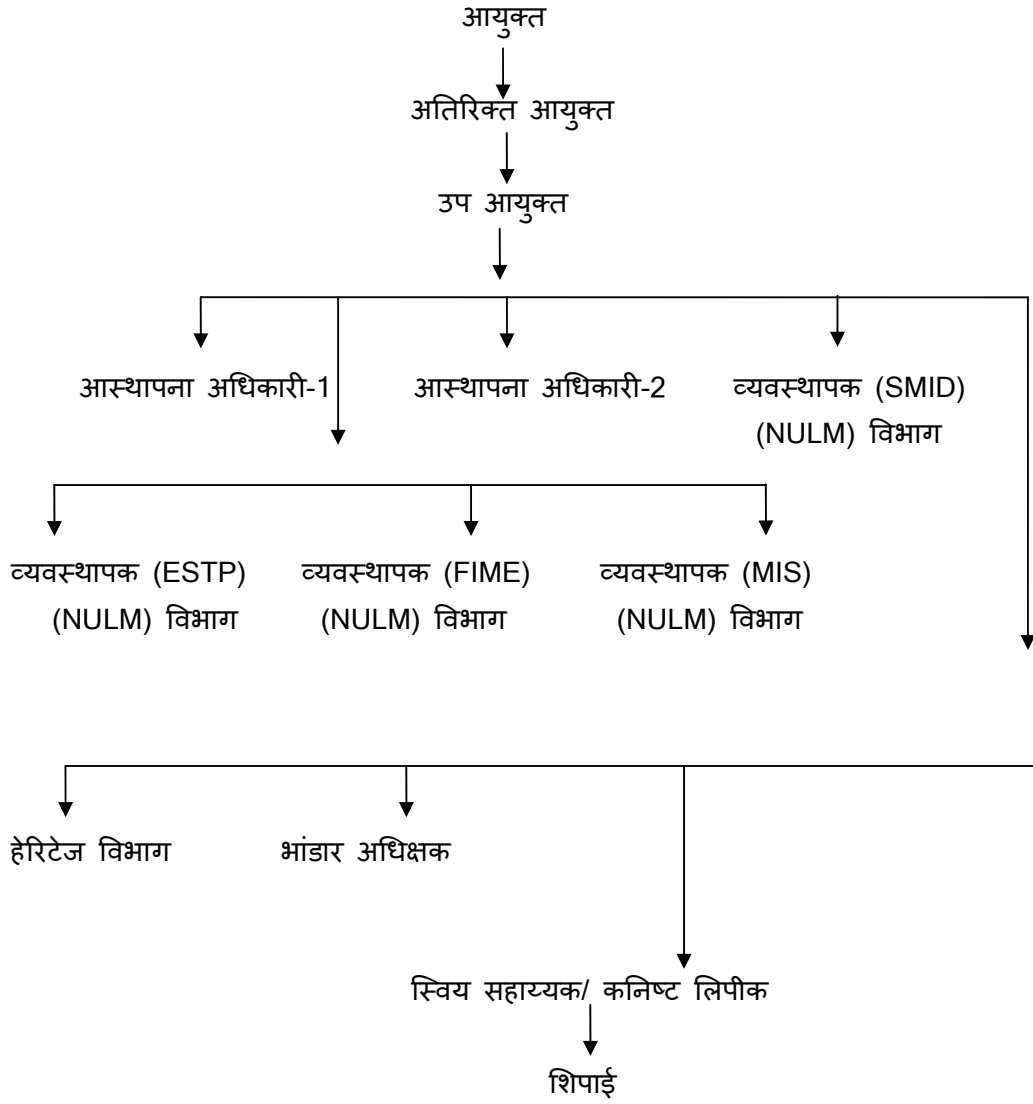 आयुक्त
अतिरिक्त आयुक्त
उप आयुक्त
आस्थापना अधिकारी-1 आस्थापना अधिकारी-2 व्यवस्थापक (SMID)
(NULM) विभाग
व्यवस्थापक (ESTP) व्यवस्थापक (FIME) व्यवस्थापक (MIS)
(NULM) विभाग (NULM) विभाग (NULM) विभाग
हेरिटेज विभाग भांडार अधिक्षक
स्विय सहाय्यक/ कनिष्ट लिपीक
शिपाई